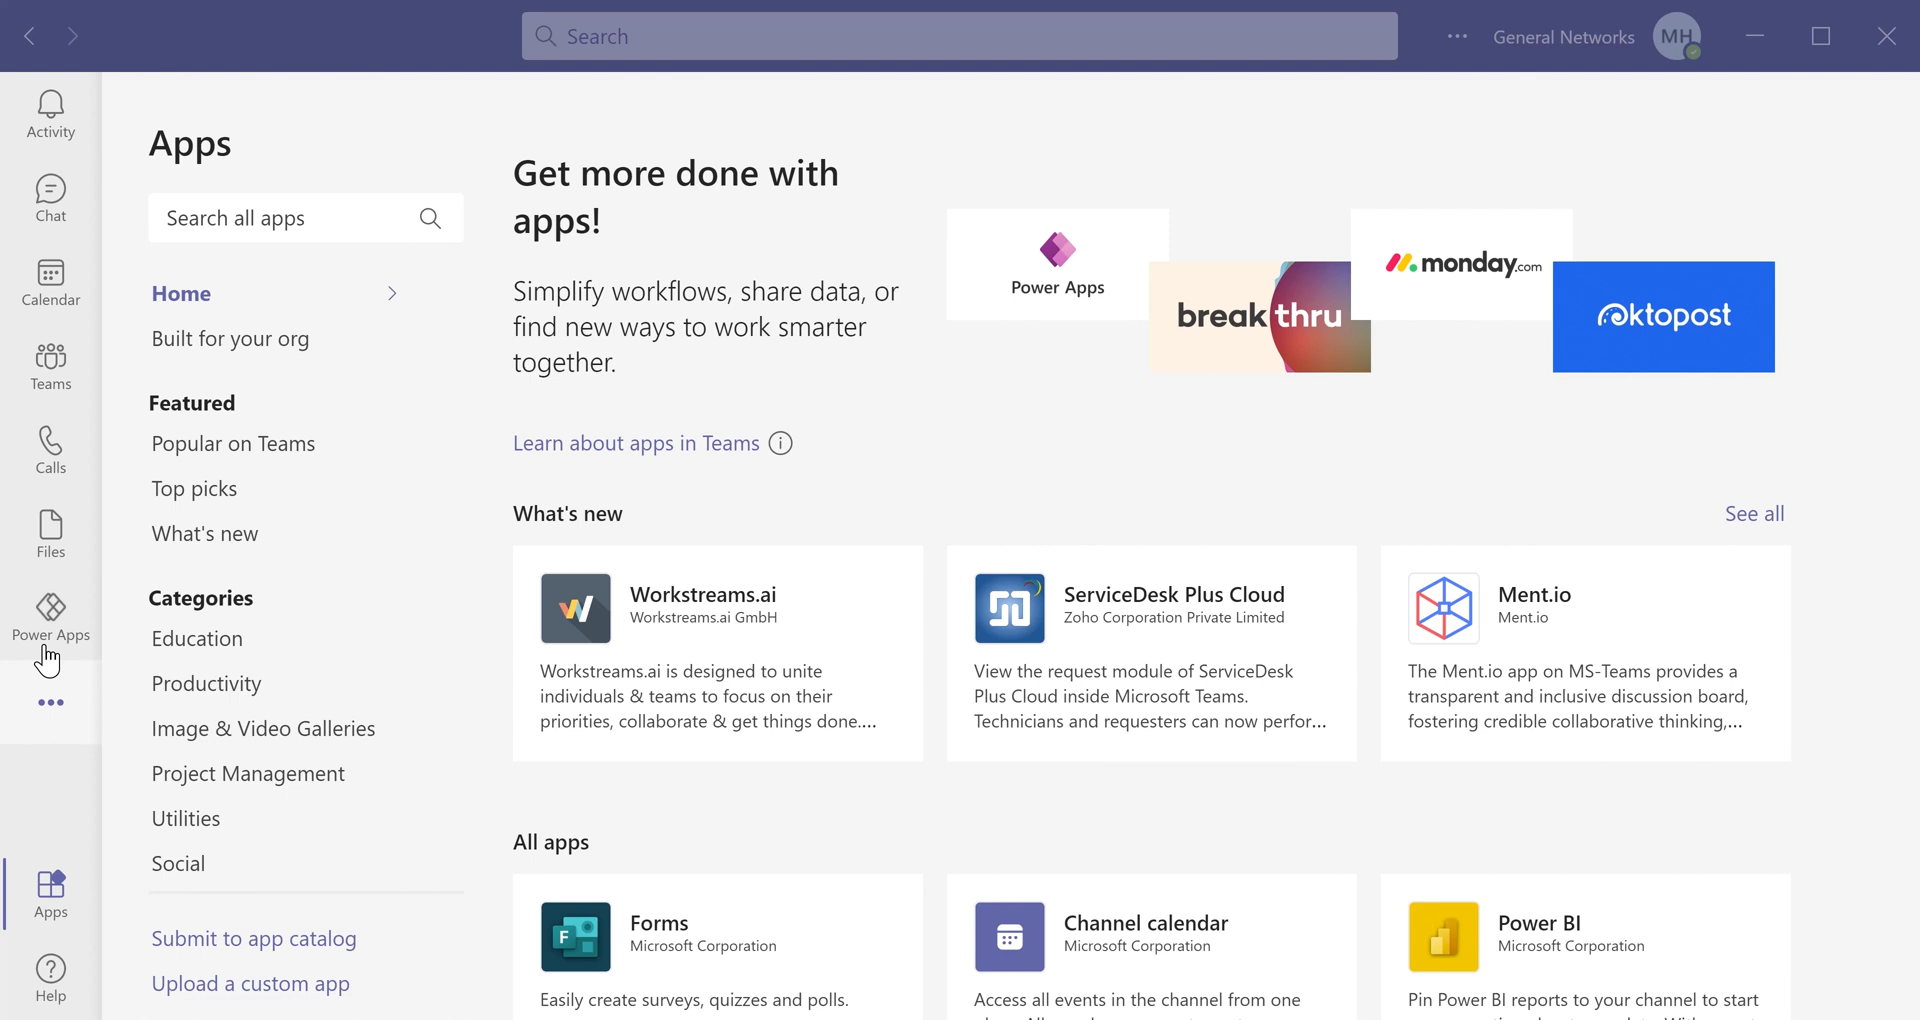 Search
General Networks
MH
Activity
Chat
Calendar
Teams
Calls
Files
Power Apps
Apps
Help
Apps
Search all apps
Home
Built for your org
Featured
Popular on Teams
Top picks
What's new
Categories
Education
Productivity
Image & Video Galleries
Project Management
Utilities
Social
Submit to app catalog
Upload a custom app
Get more done with
apps!
Simplify workflows, share data, or
find new ways to work smarter
together.
Learn about apps in Teams
Power Apps
breakthru
monday.com
oktopost
What's new
See all
Workstreams.ai
Workstreams.ai GmbH
Workstreams.ai is designed to unite
individuals & teams to focus on their
priorities, collaborate & get things done....
ServiceDesk Plus Cloud
Zoho Corporation Private Limited
View the request module of ServiceDesk
Plus Cloud inside Microsoft Teams.
Technicians and requesters can now perfor...
Ment.io
Ment.io
The Ment.io app on MS-Teams provides a
transparent and inclusive discussion board,
fostering credible collaborative thinking,...
All apps
F
Forms
Microsoft Corporation
Easily create surveys, quizzes and polls.
Channel calendar
Microsoft Corporation
Access all events in the channel from one
Power BI
Microsoft Corporation
Pin Power BI reports to your channel to start